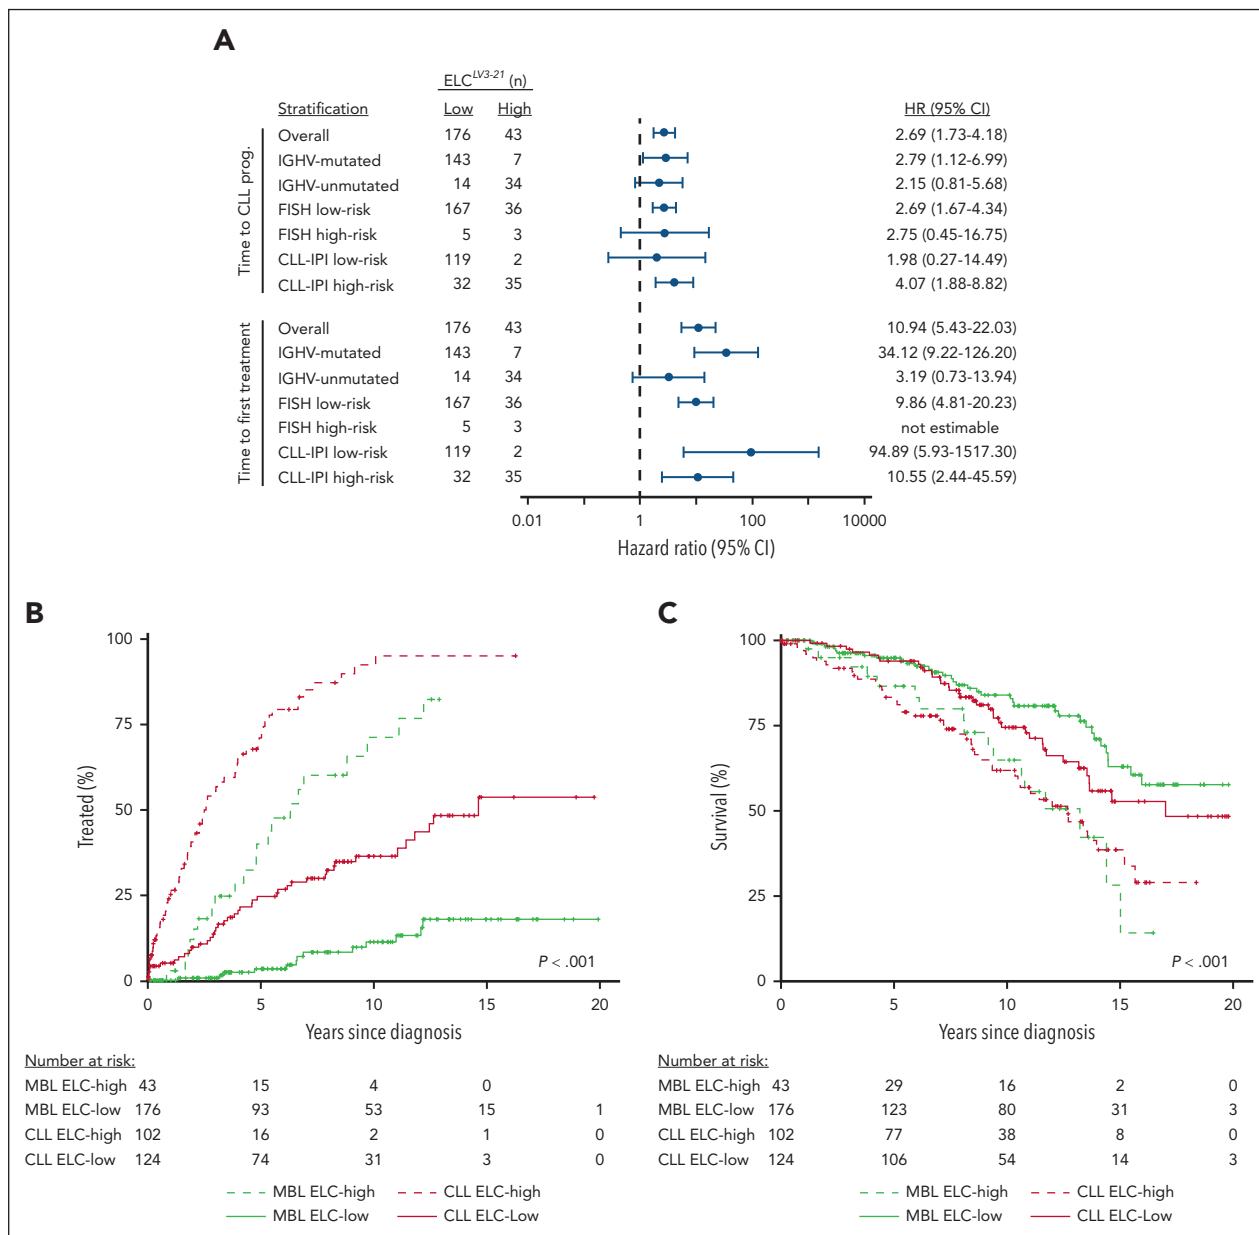 A
ELC^LV3-21 (n)
Stratification Low High HR (95% CI)
Time to CLL prog.
Overall 176 43 2.69 (1.73-4.18)
IGHV-mutated 143 7 2.79 (1.12-6.99)
IGHV-unmutated 14 34 2.15 (0.81-5.68)
FISH low-risk 167 36 2.69 (1.67-4.34)
FISH high-risk 5 3 2.75 (0.45-16.75)
CLL-IPI low-risk 119 2 1.98 (0.27-14.49)
CLL-IPI high-risk 32 35 4.07 (1.88-8.82)
Time to first treatment
Overall 176 43 10.94 (5.43-22.03)
IGHV-mutated 143 7 34.12 (9.22-126.20)
IGHV-unmutated 14 34 3.19 (0.73-13.94)
FISH low-risk 167 36 9.86 (4.81-20.23)
FISH high-risk 5 3 not estimable
CLL-IPI low-risk 119 2 94.89 (5.93-1517.30)
CLL-IPI high-risk 32 35 10.55 (2.44-45.59)
0.01 1 100 10000
Hazard ratio (95% CI)
B
Treated (%)
100
75
50
25
0
P < .001
0 5 10 15 20
Years since diagnosis
Number at risk:
MBL ELC-high 43 15 4 0
MBL ELC-low 176 93 53 15 1
CLL ELC-high 102 16 2 1 0
CLL ELC-low 124 74 31 3 0
MBL ELC-high CLL ELC-high
MBL ELC-low CLL ELC-Low
C
Survival (%)
100
75
50
25
0
P < .001
0 5 10 15 20
Years since diagnosis
Number at risk:
MBL ELC-high 43 29 16 2 0
MBL ELC-low 176 123 80 31 3
CLL ELC-high 102 77 38 8 0
CLL ELC-low 124 106 54 14 3
MBL ELC-high CLL ELC-high
MBL ELC-low CLL ELC-Low